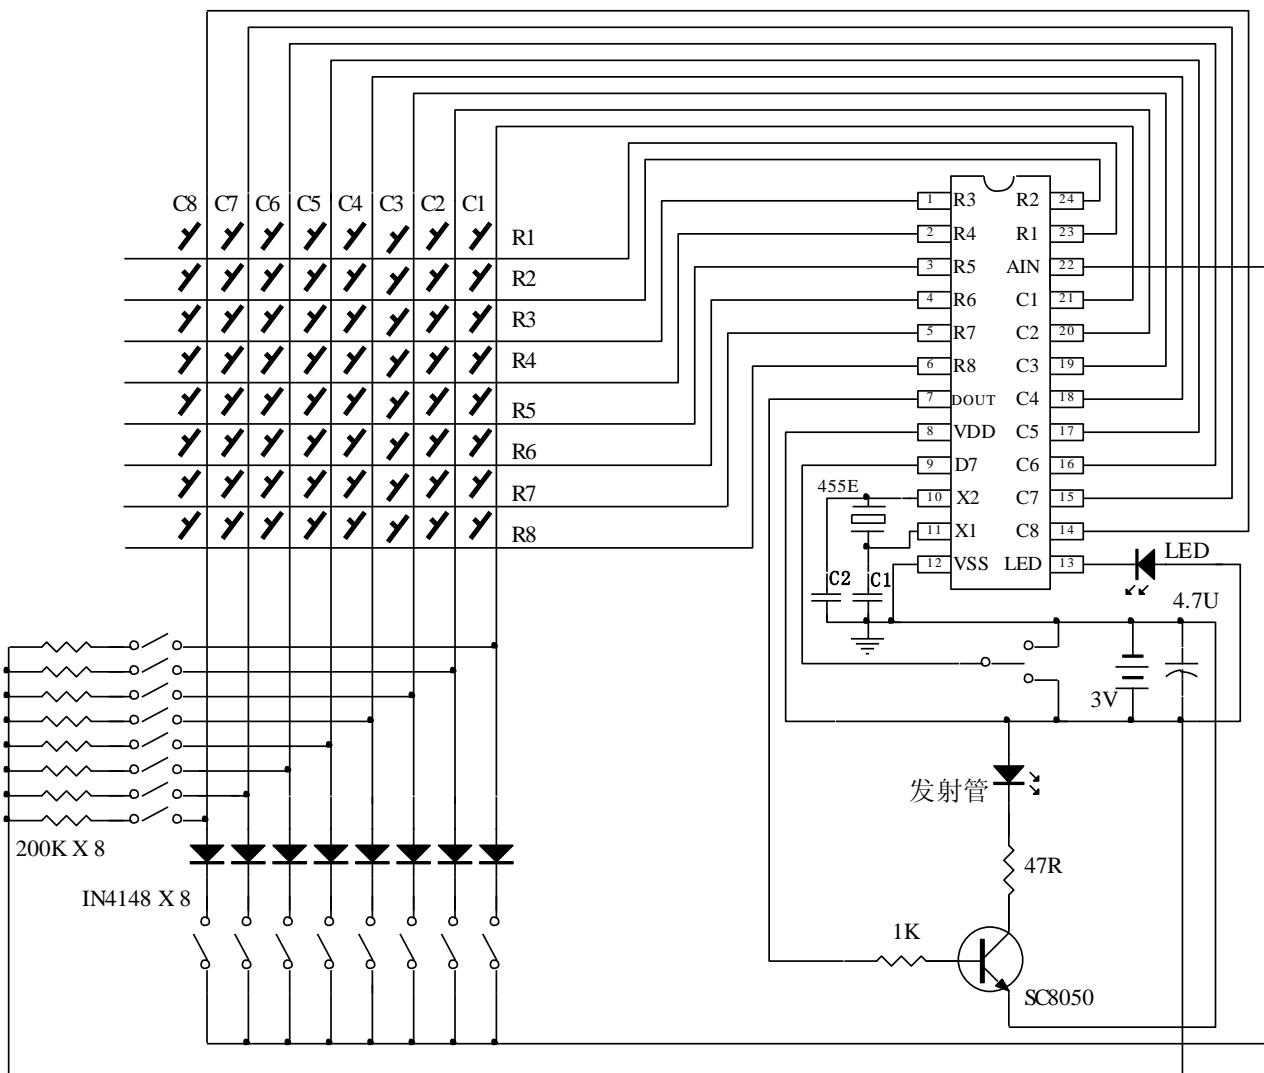 C8 C7 C6 C5 C4 C3 C2 C1
R1
R2
R3
R4
R5
R6
R7
R8
1 R3 R2 24
2 R4 R1 23
3 R5 AIN 22
4 R6 C1 21
5 R7 C2 20
6 R8 C3 19
7 DOUT C4 18
8 VDD C5 17
9 D7 C6 16
10 X2 C7 15
11 X1 C8 14
12 VSS LED 13
455E
C2 C1
LED
4.7U
3V
发射管
47R
1K
SC8050
200K X 8
IN4148 X 8